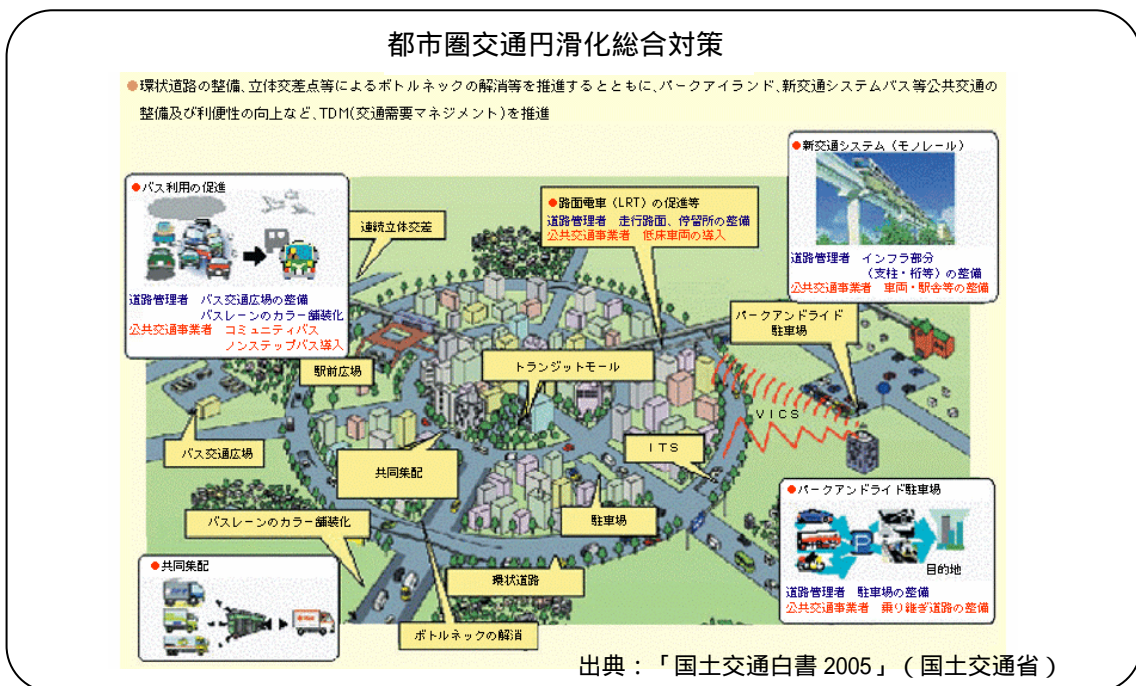 都市圏交通円滑化総合対策
●環状道路の整備、立体交差点等によるボトルネックの解消等を推進するとともに、パークアイランド、新交通システムバス等公共交通の
整備及び利便性の向上など、TDM(交通需要マネジメント)を推進
●バス利用の促進
道路管理者 バス交通広場の整備
バスレーンのカラー舗装化
公共交通事業者 コミュニティバス
ノンステップバス導入
連続立体交差
●路面電車（LRT）の促進等
道路管理者 走行路面、停留所の整備
公共交通事業者 低床車両の導入
●新交通システム（モノレール）
道路管理者 インフラ部分
（支柱・桁等）の整備
公共交通事業者 車両・駅舎等の整備
パークアンドライド
駐車場
駅前広場
トランジットモール
VICS
バス交通広場
共同集配
ITS
バスレーンのカラー舗装化
駐車場
●パークアンドライド駐車場
P
目的地
道路管理者 駐車場の整備
公共交通事業者 乗り継ぎ道路の整備
●共同集配
環状道路
ボトルネックの解消
出典：「国土交通白書 2005」（国土交通省）